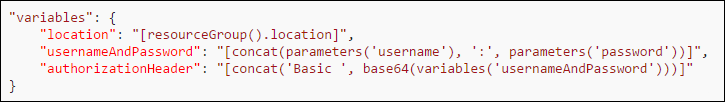 "variables": {
"location": "[resourceGroup().location]",
"usernameAndPassword": "[concat(parameters('username'), ':', parameters('password'))]",
"authorizationHeader": "[concat('Basic ', base64(variables('usernameAndPassword')))]"
}